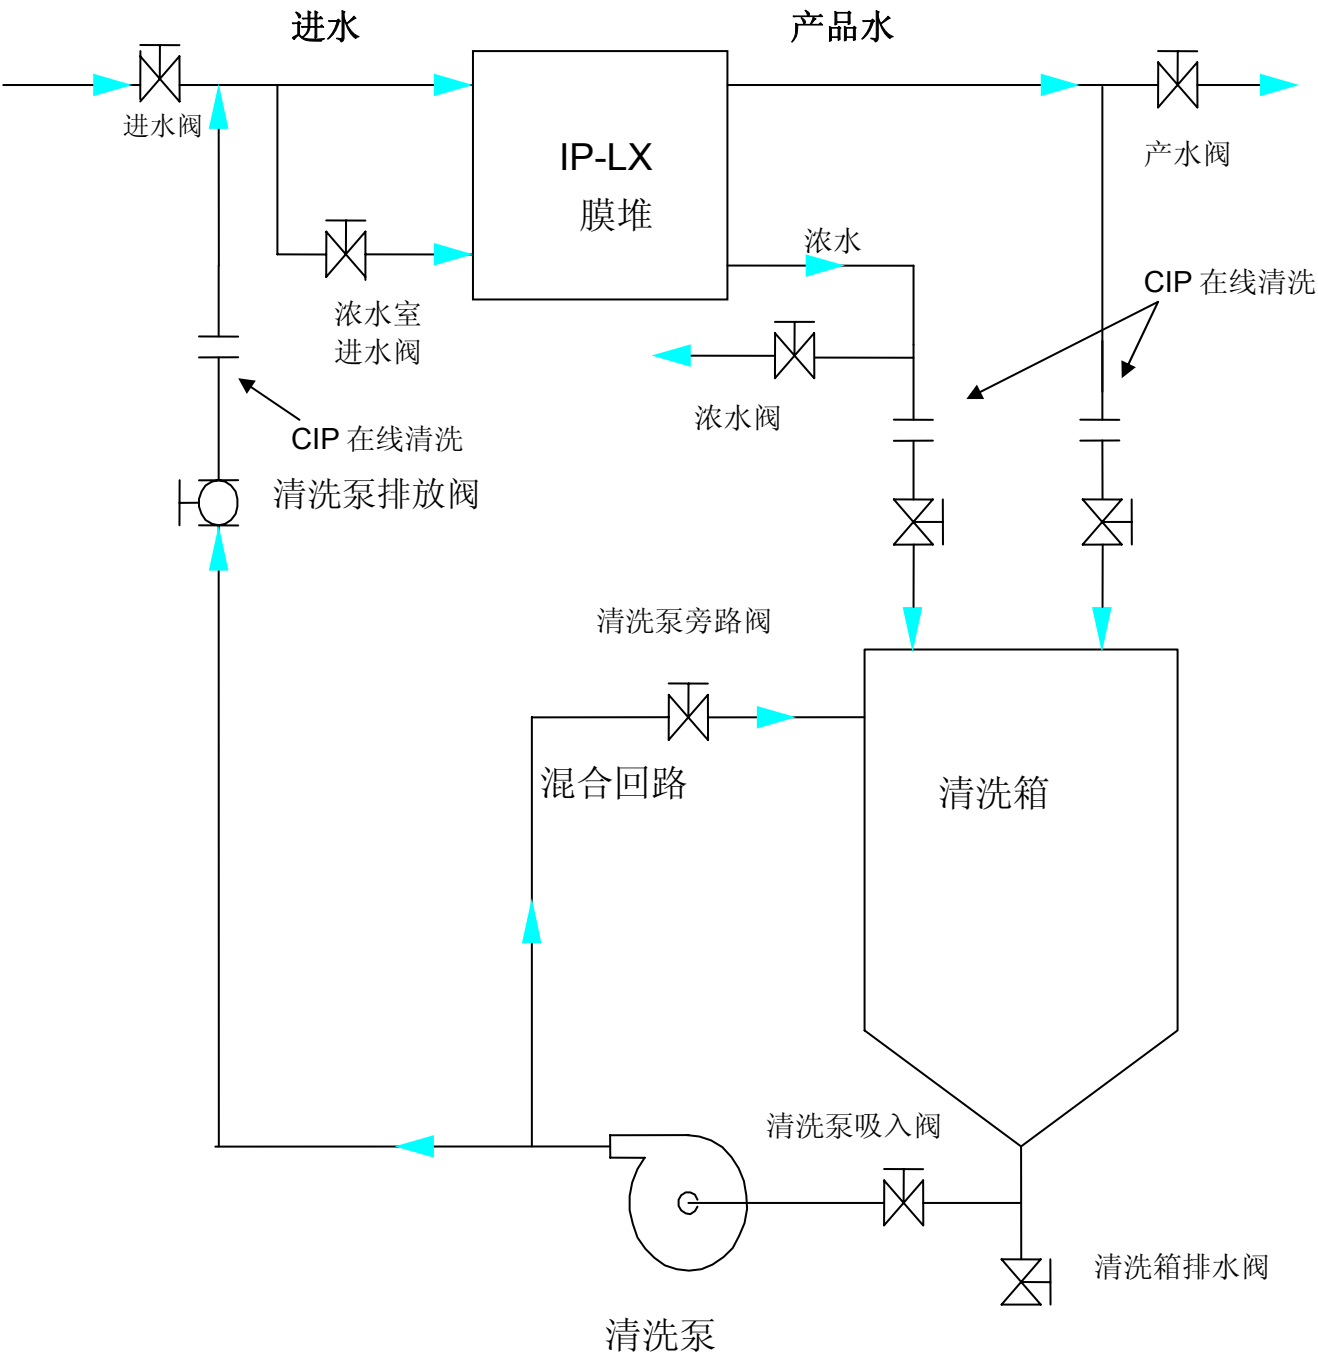 进水
产品水
进水阀
IP-LX
膜堆
产水阀
浓水
CIP 在线清洗
浓水室
进水阀
浓水阀
CIP 在线清洗
清洗泵排放阀
清洗泵旁路阀
混合回路
清洗箱
清洗泵吸入阀
清洗箱排水阀
清洗泵